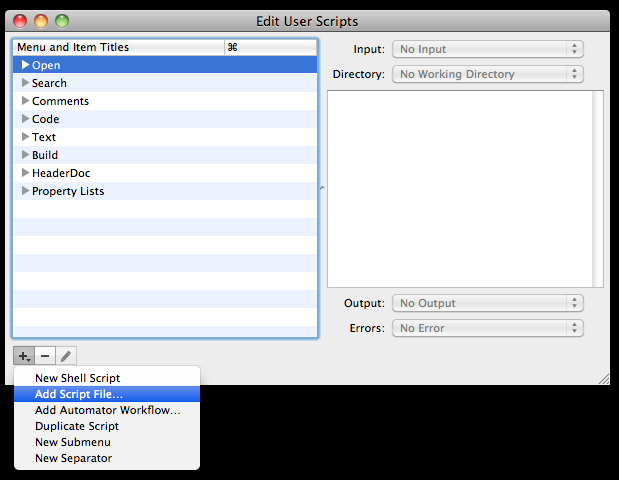 Edit User Scripts
Menu and Item Titles ⌘
Open
Search
Comments
Code
Text
Build
HeaderDoc
Property Lists
Input: No Input
Directory: No Working Directory
Output: No Output
Errors: No Error
New Shell Script
Add Script File...
Add Automator Workflow...
Duplicate Script
New Submenu
New Separator